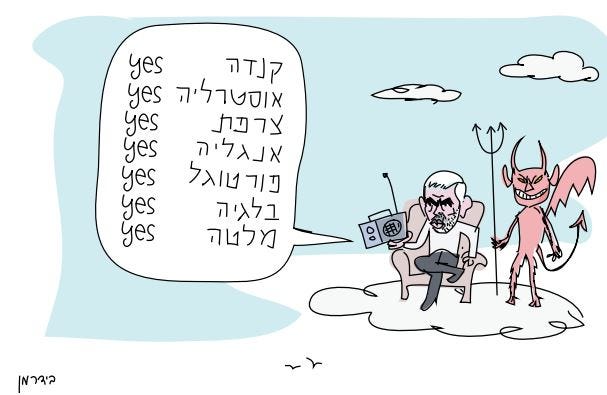 קנדה yes
אוסטרליה yes
צרפת yes
אנגליה yes
פורטוגל yes
בלגיה yes
מלטה yes
בידרמן